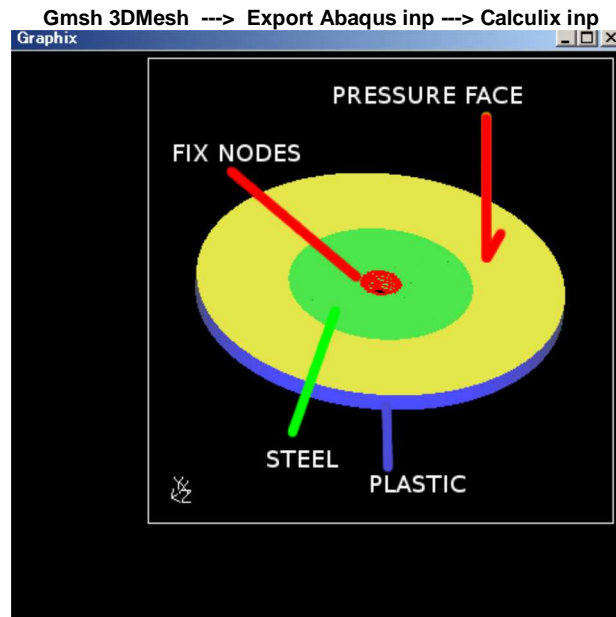 Gmsh 3DMesh ---> Export Abaqus inp ---> Calculix inp
Graphix
PRESSURE FACE
FIX NODES
STEEL
PLASTIC